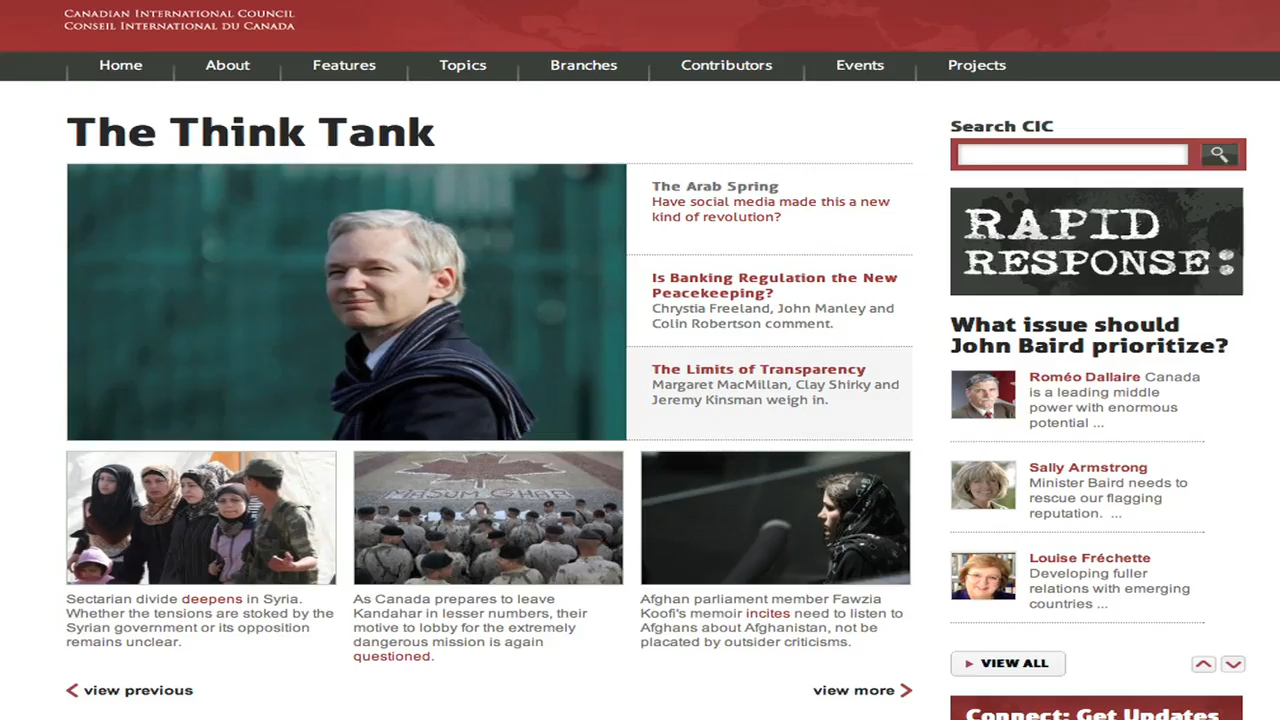 CANADIAN INTERNATIONAL COUNCIL
CONSEIL INTERNATIONAL DU CANADA
Home
About
Features
Topics
Branches
Contributors
Events
Projects
The Think Tank
The Arab Spring
Have social media made this a new
kind of revolution?
Is Banking Regulation the New
Peacekeeping?
Chrystia Freeland, John Manley and
Colin Robertson comment.
The Limits of Transparency
Margaret MacMillan, Clay Shirky and
Jeremy Kinsman weigh in.
MASUM GHAR
Sectarian divide deepens in Syria.
Whether the tensions are stoked by the
Syrian government or its opposition
remains unclear.
As Canada prepares to leave
Kandahar in lesser numbers, their
motive to lobby for the extremely
dangerous mission is again
questioned.
Afghan parliament member Fawzia
Koofi's memoir incites need to listen to
Afghans about Afghanistan, not be
placated by outsider criticisms.
view previous
view more
Search CIC
RAPID
RESPONSE:
What issue should
John Baird prioritize?
Roméo Dallaire Canada
is a leading middle
power with enormous
potential ...
Sally Armstrong
Minister Baird needs to
rescue our flagging
reputation. ...
Louise Fréchette
Developing fuller
relations with emerging
countries ...
VIEW ALL
Connect: Get Updates